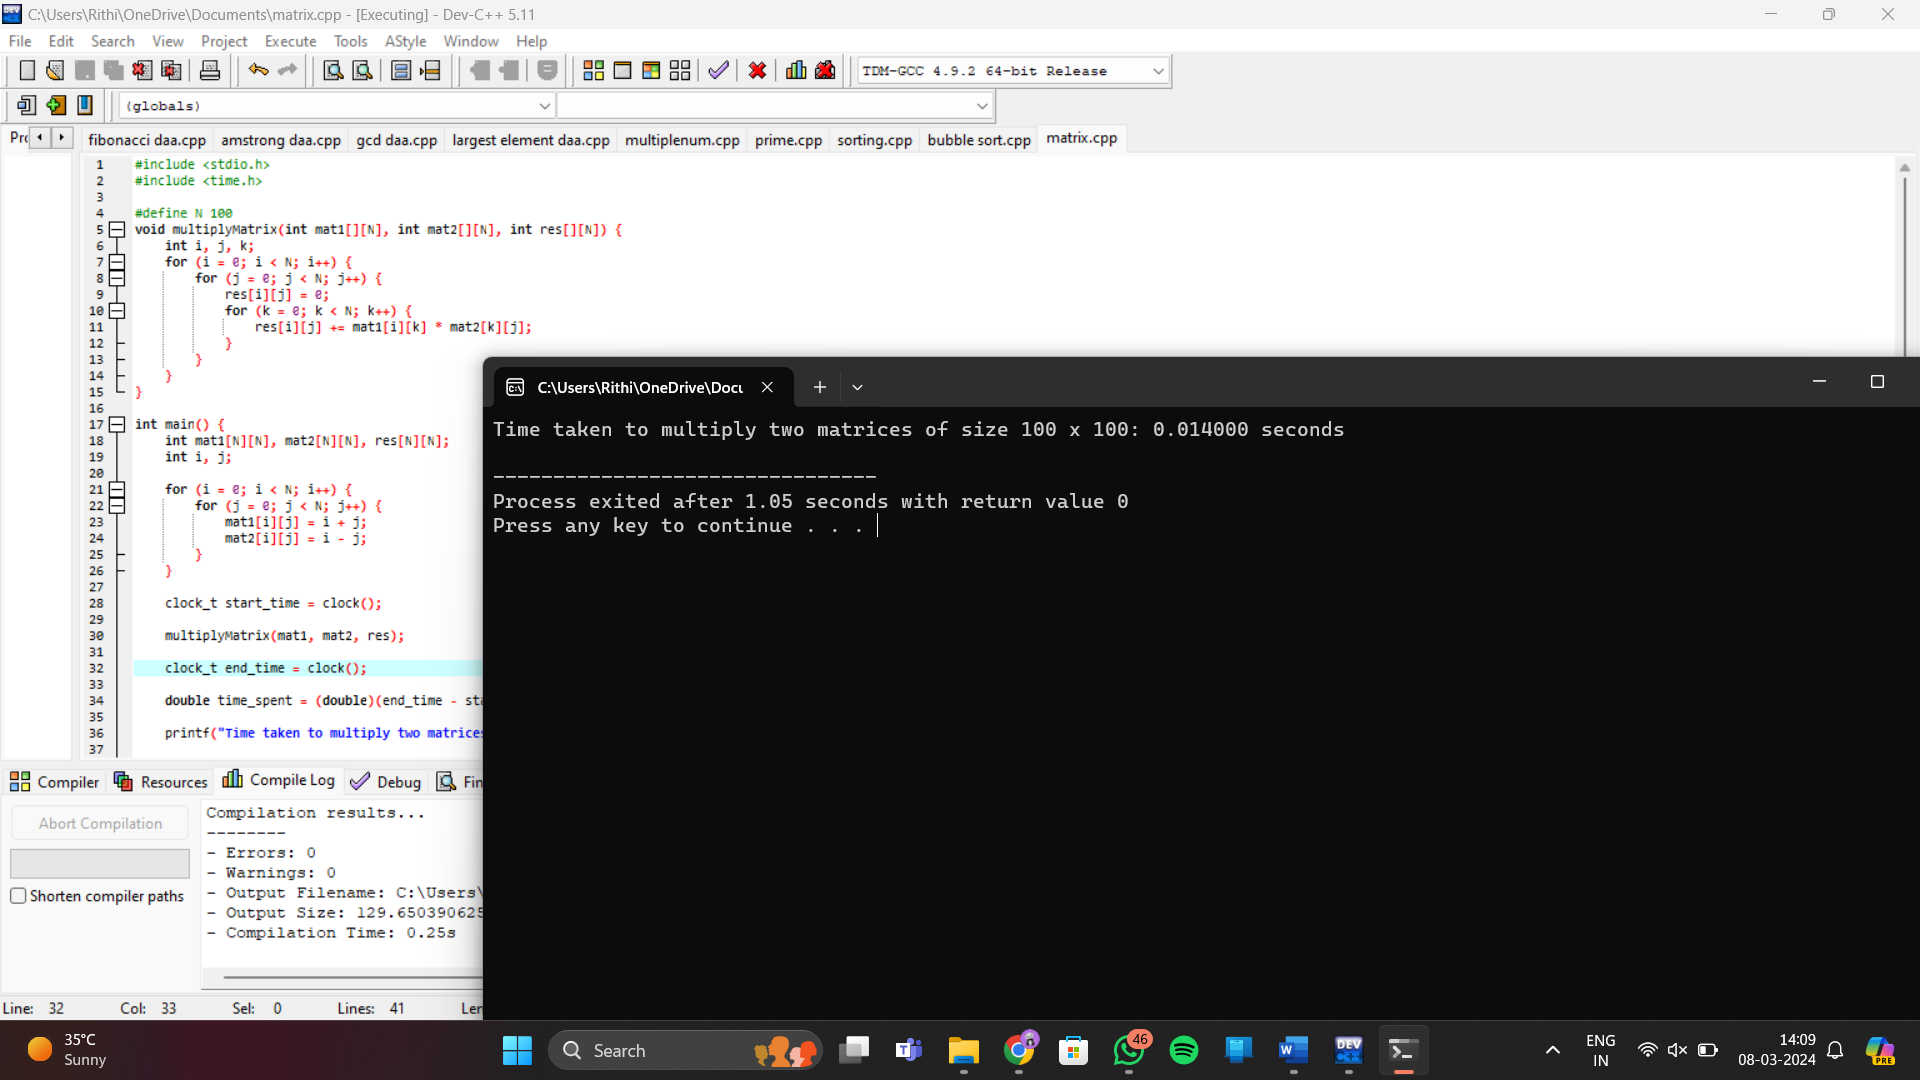 C:\Users\Rithi\OneDrive\Documents\matrix.cpp - [Executing] - Dev-C++ 5.11
File Edit Search View Project Execute Tools AStyle Window Help
TDM-GCC 4.9.2 64-bit Release
(globals)
fibonacci daa.cpp amstrong daa.cpp gcd daa.cpp largest element daa.cpp multiplenum.cpp prime.cpp sorting.cpp bubble sort.cpp matrix.cpp
1 #include <stdio.h>
2 #include <time.h>
3
4 #define N 100
5 void multiplyMatrix(int mat1[][N], int mat2[][N], int res[][N]) {
6 int i, j, k;
7 for (i = 0; i < N; i++) {
8 for (j = 0; j < N; j++) {
9 res[i][j] = 0;
10 for (k = 0; k < N; k++) {
11 res[i][j] += mat1[i][k] * mat2[k][j];
12 }
13 }
14 }
15 }
16
17 int main() {
18 int mat1[N][N], mat2[N][N], res[N][N];
19 int i, j;
20
21 for (i = 0; i < N; i++) {
22 for (j = 0; j < N; j++) {
23 mat1[i][j] = i + j;
24 mat2[i][j] = i - j;
25 }
26 }
27
28 clock_t start_time = clock();
29
30 multiplyMatrix(mat1, mat2, res);
31
32 clock_t end_time = clock();
33
34 double time_spent = (double)(end_time - sta
35
36 printf("Time taken to multiply two matrices
37
C:\Users\Rithi\OneDrive\Docu
Time taken to multiply two matrices of size 100 x 100: 0.014000 seconds
--------------------------------
Process exited after 1.05 seconds with return value 0
Press any key to continue . . .
Compiler Resources Compile Log Debug Fin
Abort Compilation
Shorten compiler paths
Compilation results...
--------
- Errors: 0
- Warnings: 0
- Output Filename: C:\Users\
- Output Size: 129.650390625
- Compilation Time: 0.25s
Line: 32 Col: 33 Sel: 0 Lines: 41 Len
35°C
Sunny
Search
46
ENG
IN
14:09
08-03-2024